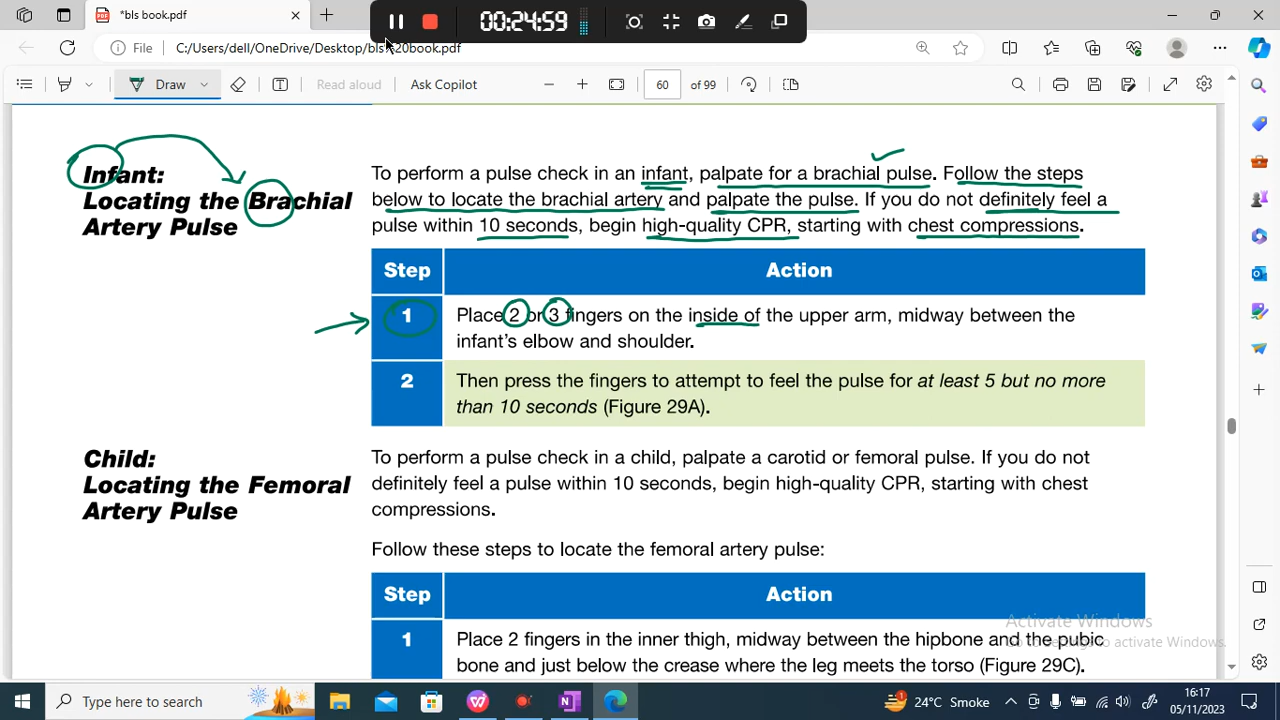 *bls book.pdf
00:24:59
File
C:/Users/dell/OneDrive/Desktop/bls%20book.pdf
Draw
Read aloud
Ask Copilot
60
of 99
Infant:
Locating the Brachial
Artery Pulse
To perform a pulse check in an infant, palpate for a brachial pulse. Follow the steps
below to locate the brachial artery and palpate the pulse. If you do not definitely feel a
pulse within 10 seconds, begin high-quality CPR, starting with chest compressions.
Step Action
1 Place 2 or 3 fingers on the inside of the upper arm, midway between the
infant's elbow and shoulder.
2 Then press the fingers to attempt to feel the pulse for at least 5 but no more
than 10 seconds (Figure 29A).
Child:
Locating the Femoral
Artery Pulse
To perform a pulse check in a child, palpate a carotid or femoral pulse. If you do not
definitely feel a pulse within 10 seconds, begin high-quality CPR, starting with chest
compressions.
Follow these steps to locate the femoral artery pulse:
Step Action
1 Place 2 fingers in the inner thigh, midway between the hipbone and the pubic
bone and just below the crease where the leg meets the torso (Figure 29C).
Activate Windows
Go to Settings to activate Windows.
Type here to search
1
24°C Smoke
16:17
05/11/2023